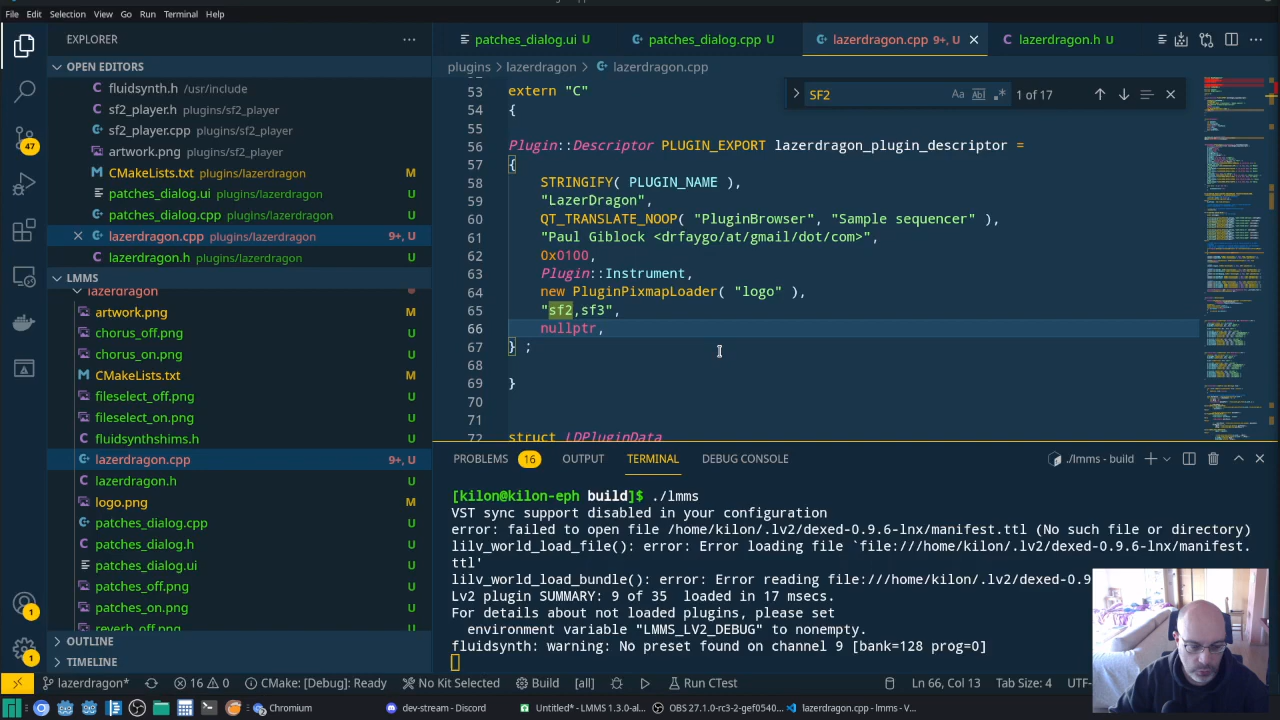 File Edit Selection View Go Run Terminal Help
EXPLORER
OPEN EDITORS
fluidsynth.h /usr/include
sf2_player.h plugins/sf2_player
sf2_player.cpp plugins/sf2_player
artwork.png plugins/sf2_player
CMakeLists.txt plugins/lazerdragon M
patches_dialog.ui plugins/lazerdragon U
patches_dialog.cpp plugins/lazerdragon U
lazerdragon.cpp plugins/lazerdragon 9+, U
lazerdragon.h plugins/lazerdragon U
LMMS
lazerdragon
artwork.png M
chorus_off.png U
chorus_on.png U
CMakeLists.txt M
fileselect_off.png U
fileselect_on.png U
fluidsynthshims.h U
lazerdragon.cpp 9+, U
lazerdragon.h U
logo.png M
patches_dialog.cpp U
patches_dialog.h U
patches_dialog.ui U
patches_off.png U
patches_on.png U
reverb_off.png U
OUTLINE
TIMELINE
47
1
1
patches_dialog.ui U
patches_dialog.cpp U
lazerdragon.cpp 9+, U
lazerdragon.h U
plugins > lazerdragon > lazerdragon.cpp
SF2 Aa Ab 1 of 17
53 extern "C"
54
55
56 Plugin::Descriptor PLUGIN_EXPORT lazerdragon_plugin_descriptor =
57 {
58 STRINGIFY( PLUGIN_NAME ),
59 "LazerDragon",
60 QT_TRANSLATE_NOOP( "PluginBrowser", "Sample sequencer" ),
61 "Paul Giblock <drfaygo/at/gmail/dot/com>",
62 0x0100,
63 Plugin::Instrument,
64 new PluginPixmapLoader( "logo" ),
65 "sf2,sf3",
66 nullptr,
67 } ;
68
69 }
70
71
72 struct LDPluginData
PROBLEMS 16 OUTPUT TERMINAL DEBUG CONSOLE ./lmms - build
[kilon@kilon-eph build]$ ./lmms
VST sync support disabled in your configuration
error: failed to open file /home/kilon/.lv2/dexed-0.9.6-lnx/manifest.ttl (No such file or directory)
lilv_world_load_file(): error: Error loading file `file:///home/kilon/.lv2/dexed-0.9.6-lnx/manifest.
ttl'
lilv_world_load_bundle(): error: Error reading file:///home/kilon/.lv2/dexed-0.9
Lv2 plugin SUMMARY: 9 of 35 loaded in 17 msecs.
For details about not loaded plugins, please set
environment variable "LMMS_LV2_DEBUG" to nonempty.
fluidsynth: warning: No preset found on channel 9 [bank=128 prog=0]
lazerdragon* 16 0 CMake: [Debug]: Ready No Kit Selected Build [all] Run CTest Ln 66, Col 13 Tab Size: 4 UTF-
Chromium dev-stream - Discord Untitled* - LMMS 1.3.0-al... OBS 27.1.0-rc3-2-gef0540... lazerdragon.cpp - lmms - V...